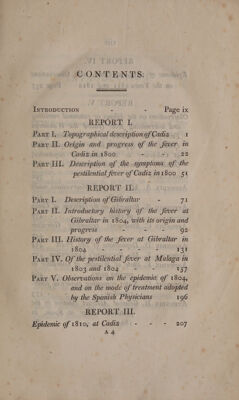 CONTENTS.
INTRODUCTION - Page ix
REPORT I.
PART I. Topographical description of Cadiz . 1
PART II. Origin and progress of the fever in
Cadiz in 1800 - - - 22
PART III. Description of the symptoms of the
pestilential fever of Cadiz in 1800 51
REPORT II.
PART I. Description of Gibraltar - 71
PART II. Introductory history of the fever at
Gibraltar in 1804, with its origin and
progress - - - 92
PART III. History of the fever at Gibraltar in
1804 - - - - 131
PART IV. Of the pestilential fever at Malaga in
1803 and 1804 - - - 137
PART V. Observations on the epidemic of 1804,
and on the mode of treatment adopted
by the Spanish Physicians 196
REPORT III.
Epidemic of 1810, at Cadiz - - - 207
A 4